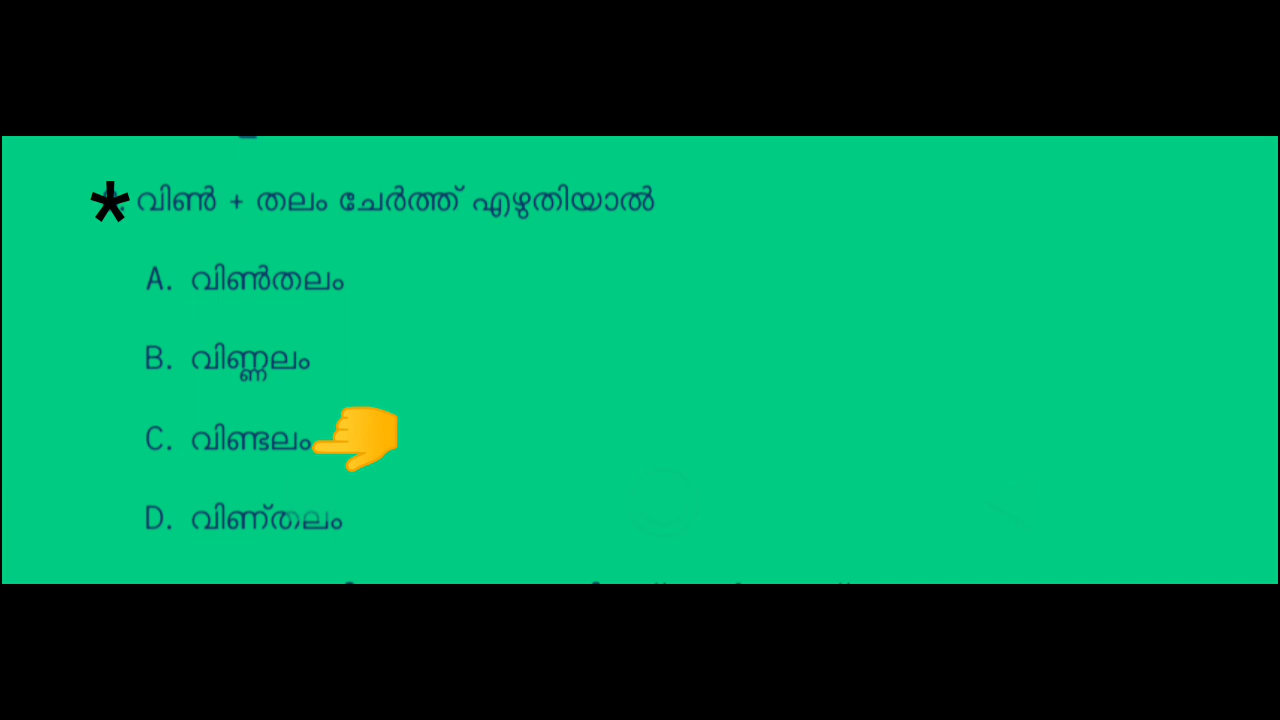 * വിൺ + തലം ചേർത്ത് എഴുതിയാൽ
A. വിൺതലം
B. വിണ്ണലം
C. വിണ്ടലം
D. വിണ്തലം